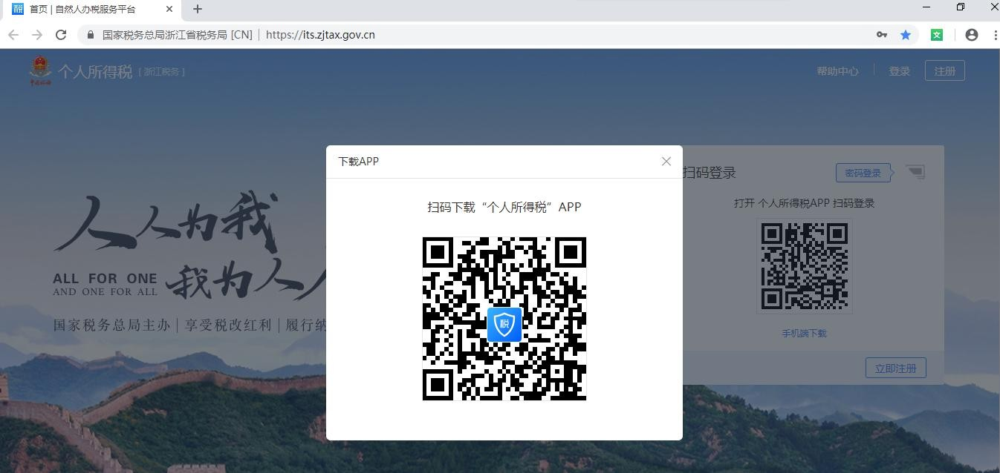 首页 | 自然人办税服务平台
国家税务总局浙江省税务局 [CN]
https://its.zjtax.gov.cn
个人所得税 [ 浙江税务 ]
帮助中心
登录
注册
下载APP
扫码下载“个人所得税”APP
税
扫码登录
密码登录
打开 个人所得税APP 扫码登录
手机端下载
立即注册
人人为我
ALL FOR ONE
AND ONE FOR ALL
我为人人
国家税务总局主办 | 享受税改红利 | 履行纳